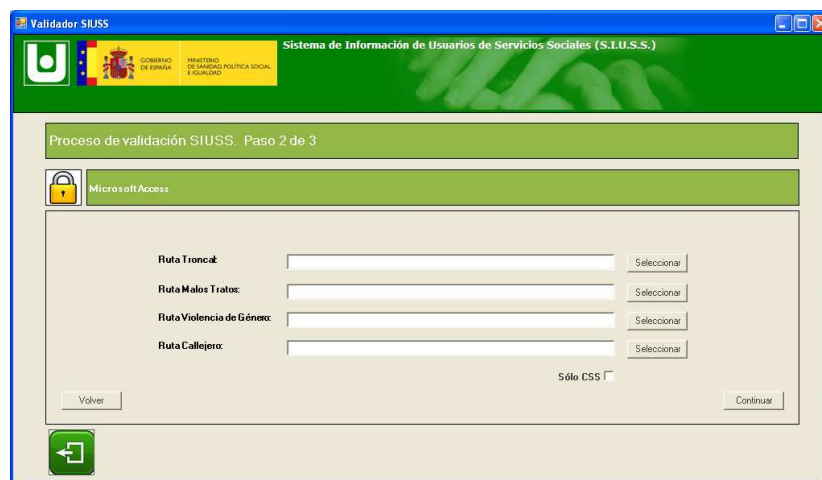 Validador SIUSS
Sistema de Información de Usuarios de Servicios Sociales (S.I.U.S.S.)
GOBIERNO
DE ESPAÑA
MINISTERIO
DE SANIDAD, POLÍTICA SOCIAL
E IGUALDAD
Proceso de validación SIUSS. Paso 2 de 3
Microsoft Access
Ruta Troncal:
Seleccionar
Ruta Malos Tratos:
Seleccionar
Ruta Violencia de Género:
Seleccionar
Ruta Callejero:
Seleccionar
Sólo CSS
Volver
Continuar